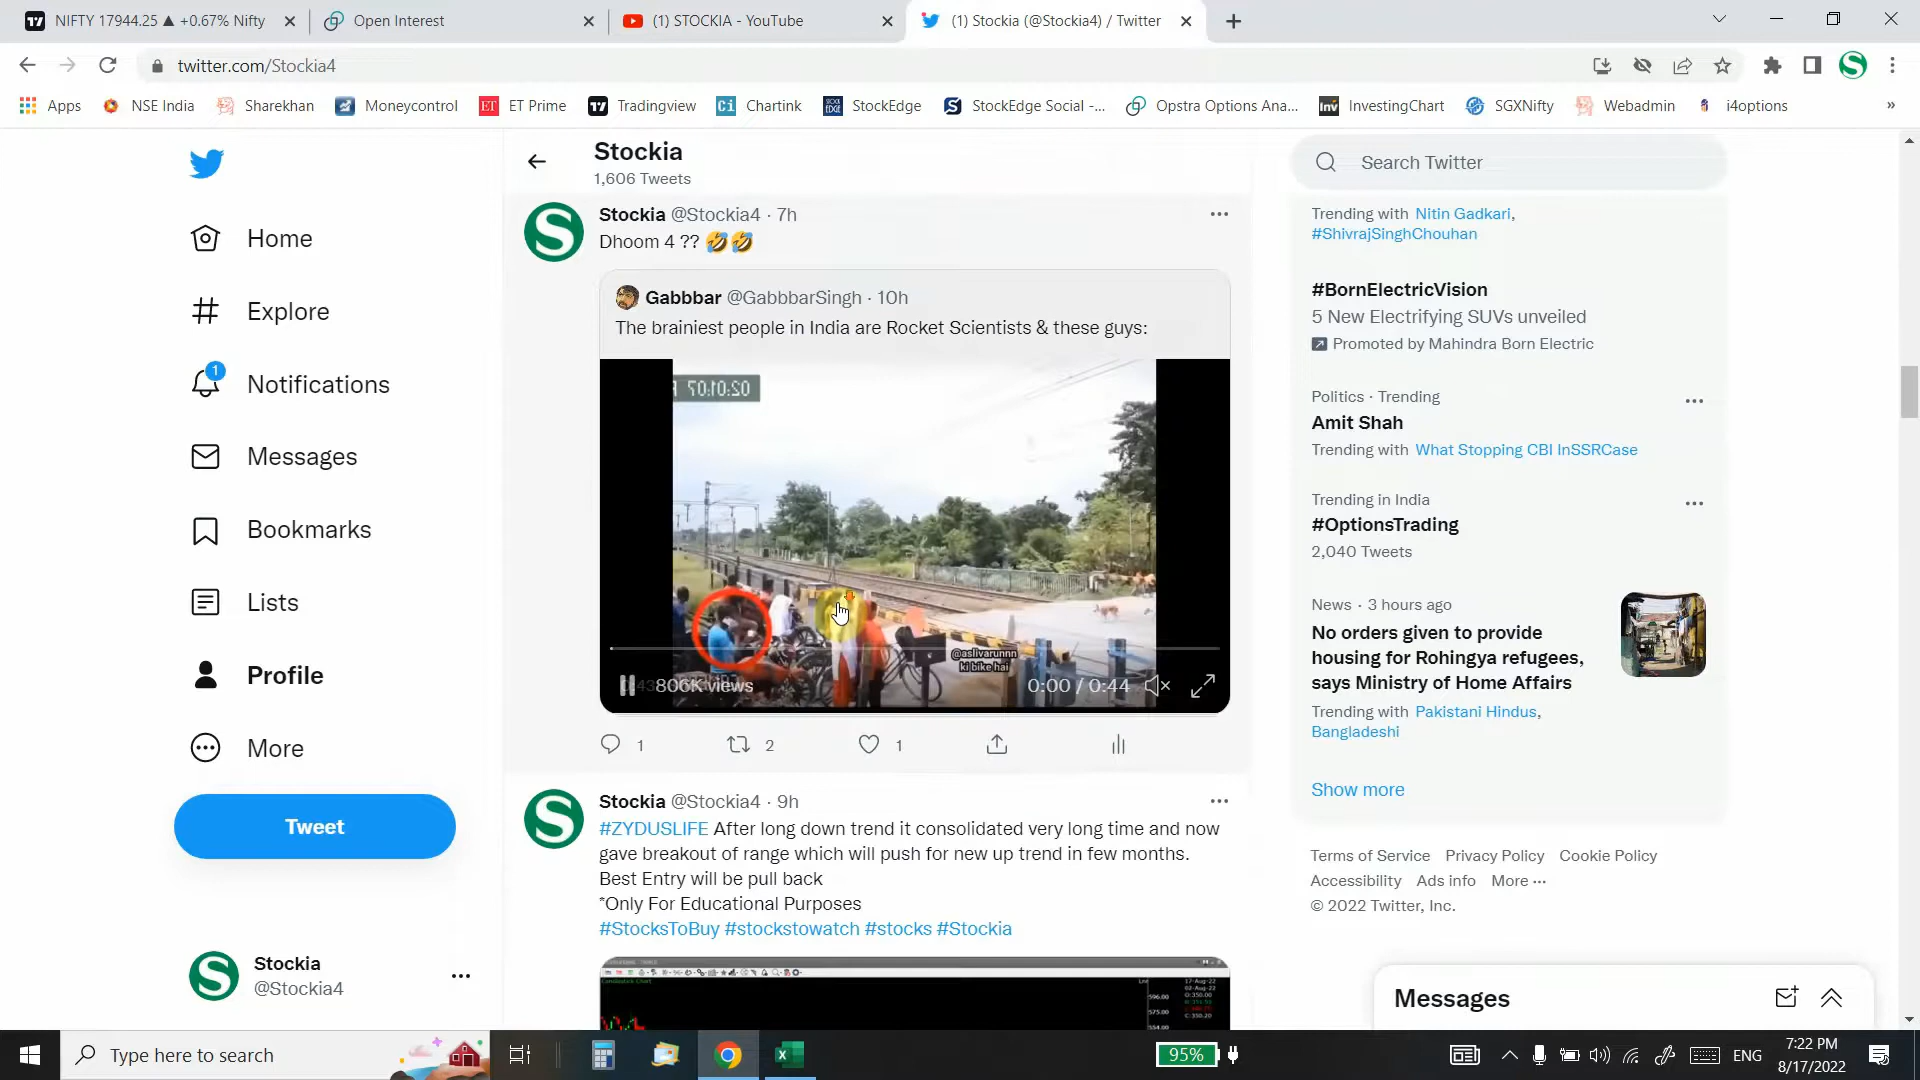 NIFTY 17944.25 ▲ +0.67% Nifty
Open Interest
(1) STOCKIA - YouTube
(1) Stockia (@Stockia4) / Twitter
twitter.com/Stockia4
Apps
NSE India
Sharekhan
Moneycontrol
ET Prime
Tradingview
Chartink
StockEdge
StockEdge Social -...
Opstra Options Ana...
InvestingChart
SGXNifty
Webadmin
i4options
Home
Explore
1
Notifications
Messages
Bookmarks
Lists
Profile
More
Tweet
Stockia
@Stockia4
Stockia
1,606 Tweets
Stockia @Stockia4 · 7h
Dhoom 4 ?? 🤣🤣
Gabbbar @GabbbarSingh · 10h
The brainiest people in India are Rocket Scientists & these guys:
@aslivarunnn
ki bike hai
806K views
0:00 / 0:44
1
2
1
Stockia @Stockia4 · 9h
#ZYDUSLIFE After long down trend it consolidated very long time and now
gave breakout of range which will push for new up trend in few months.
Best Entry will be pull back
*Only For Educational Purposes
#StocksToBuy #stockstowatch #stocks #Stockia
Search Twitter
Trending with Nitin Gadkari,
#ShivrajSinghChouhan
#BornElectricVision
5 New Electrifying SUVs unveiled
Promoted by Mahindra Born Electric
Politics · Trending
Amit Shah
Trending with What Stopping CBI InSSRCase
Trending in India
#OptionsTrading
2,040 Tweets
News · 3 hours ago
No orders given to provide
housing for Rohingya refugees,
says Ministry of Home Affairs
Trending with Pakistani Hindus,
Bangladeshi
Show more
Terms of Service Privacy Policy Cookie Policy
Accessibility Ads info More ···
© 2022 Twitter, Inc.
Messages
Type here to search
95%
ENG
7:22 PM
8/17/2022